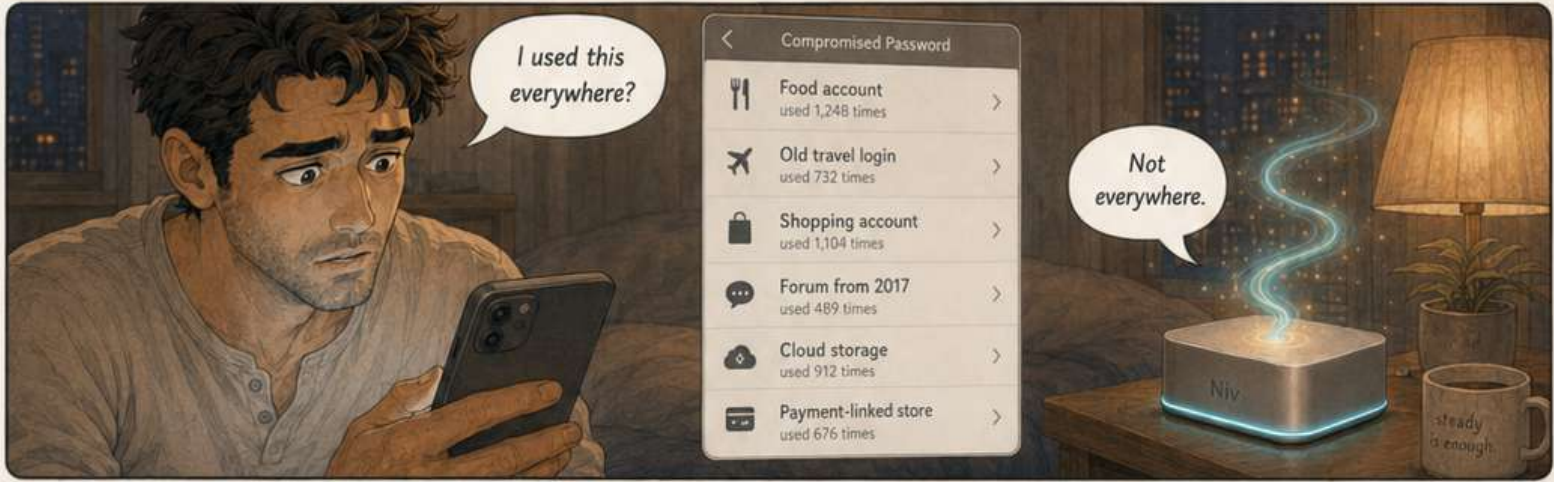 I used this
everywhere?
Compromised Password
Food account
used 1,248 times
Old travel login
used 732 times
Shopping account
used 1,104 times
Forum from 2017
used 489 times
Cloud storage
used 912 times
Payment-linked store
used 676 times
Not
everywhere.
Niv
steady
is enough.